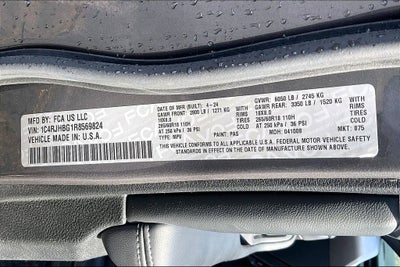 MFD BY: FCA US LLC
VIN: 1C4RJHBG1R8569824
VEHICLE MADE IN: U.S.A.
DATE OF MFR (BUILT) 4-24
GAWR FRONT: LB / 1271 KG
18X8.0
265/60R18 110H
AT 250 kPa / 36 PSI
TYPE: MPV PAINT: PAS
GVWR: 6050 LB / 2745 KG
GAWR REAR: 3350 LB / 1520 KG
18X8.0
265/60R18 110H
AT 250 kPa / 36 PSI
MDH: 041008 MKT: 875
WITH
RIMS
TIRES
COLD
WITH
RIMS
TIRES
COLD
THIS VEHICLE CONFORMS TO ALL APPLICABLE U.S.A. FEDERAL MOTOR VEHICLE
SAFETY STANDARDS IN EFFECT ON THE DATE OF MANUFACTURE SHOWN ABOVE.